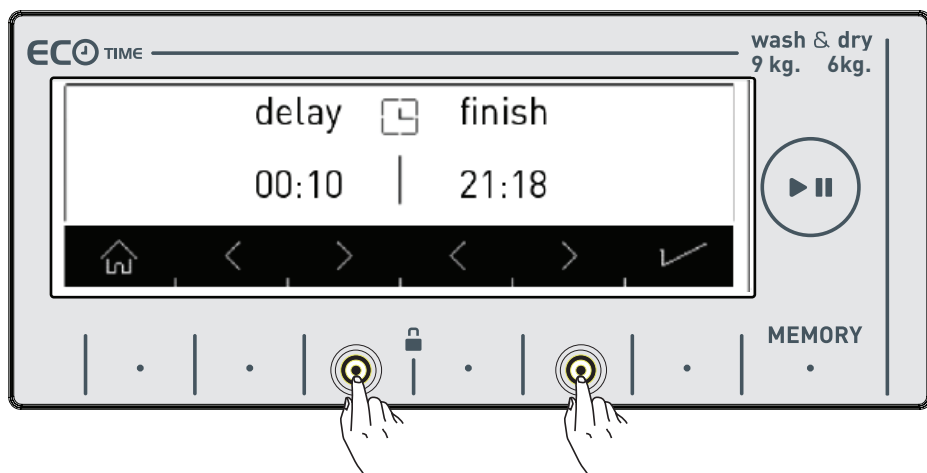 ECO TIME
wash & dry
9 kg. 6kg.
delay finish
00:10 21:18
MEMORY